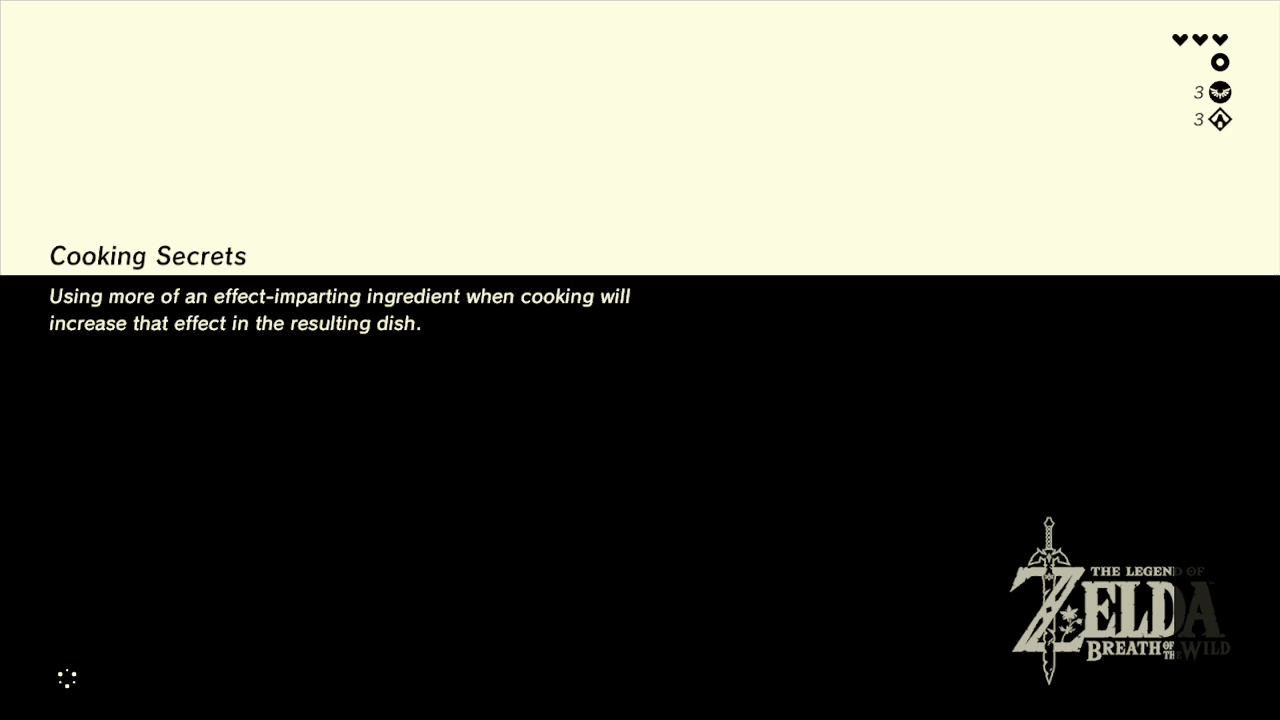 3
3
Cooking Secrets
Using more of an effect-imparting ingredient when cooking will
increase that effect in the resulting dish.
THE LEGEND OF
ZELDA
BREATH OF THE WILD